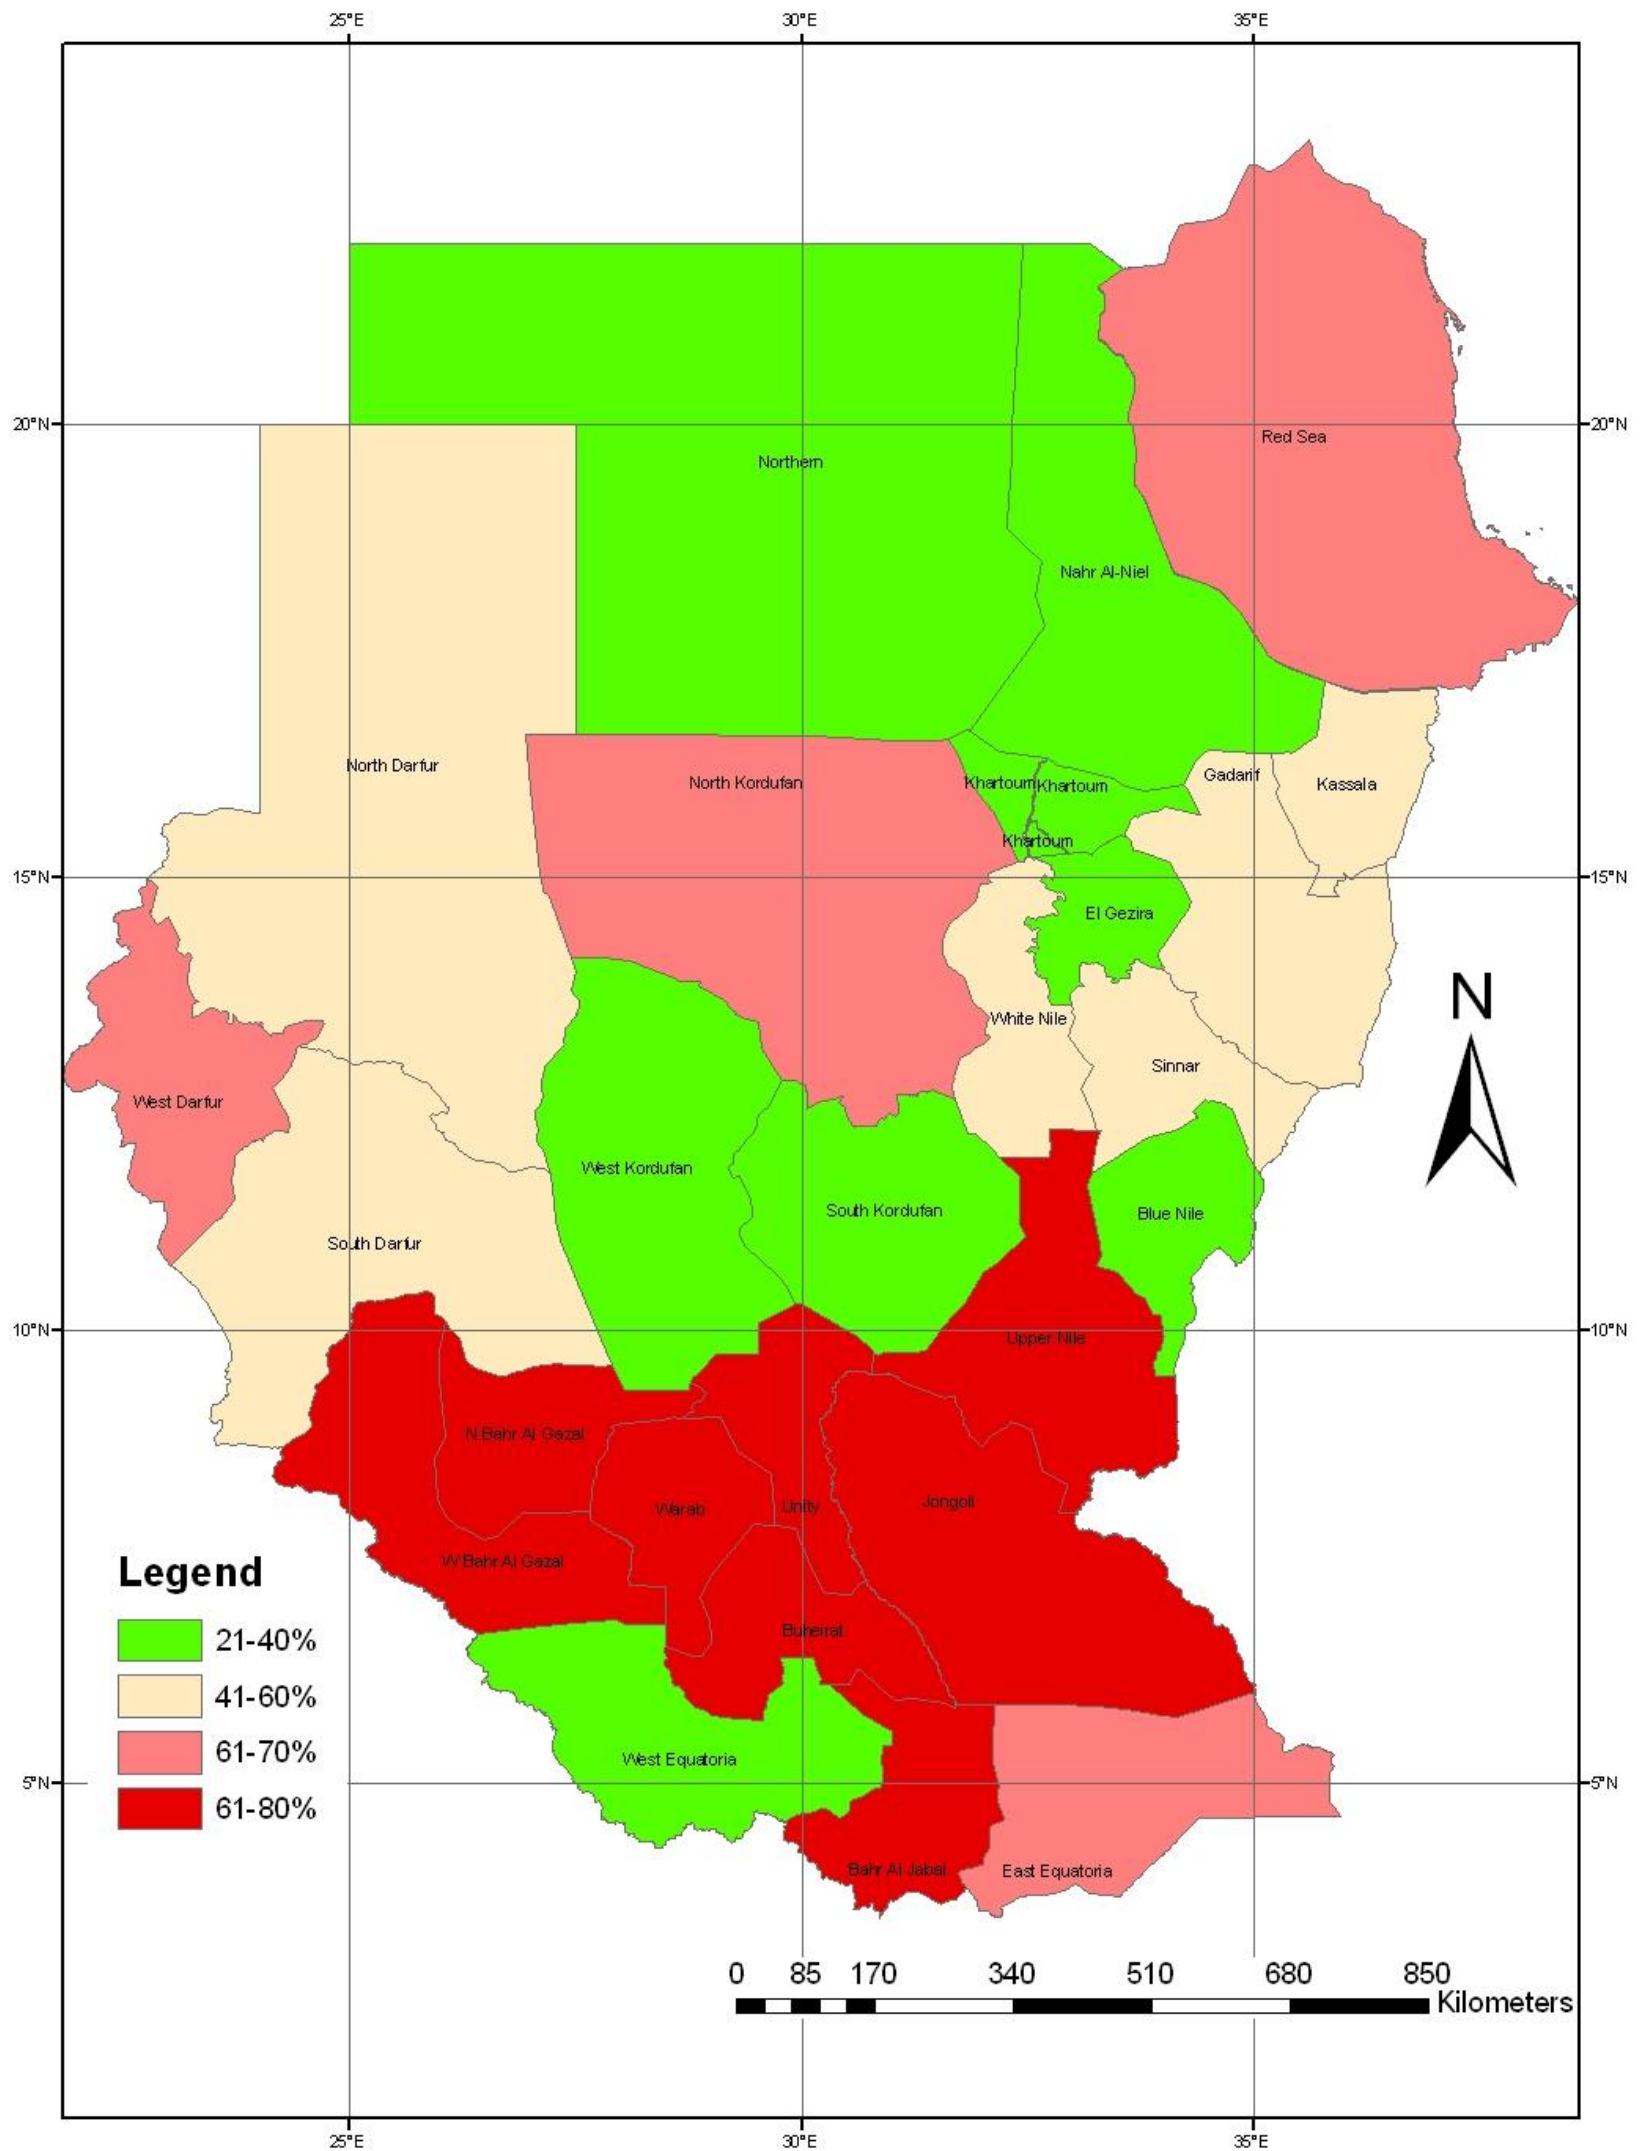 25°E 30°E 35°E
20°N 20°N
Red Sea
Northern
Nahr Al-Niel
North Darfur
North Kordufan
Khartoum
Khartoum
Gadarif
Kassala
Khartoum
15°N 15°N
El Gezira
N
White Nile
Sinnar
West Darfur
West Kordufan
South Kordufan
Blue Nile
South Darfur
10°N 10°N
Upper Nile
N.Bahr Al Gazal
Warab
Unity
Jongoli
W Bahr Al Gazal
Buheirat
Legend
21-40%
41-60%
61-70%
61-80%
West Equatoria
5°N 5°N
Bahr Al Jabal
East Equatoria
0 85 170 340 510 680 850
Kilometers
25°E 30°E 35°E